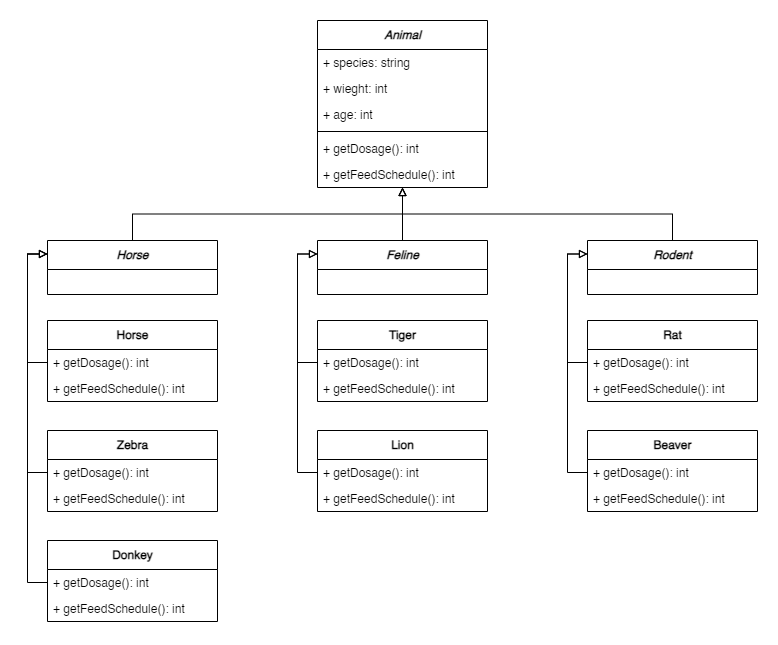 Animal
+ species: string
+ wieght: int
+ age: int
+ getDosage(): int
+ getFeedSchedule(): int
Horse
Feline
Rodent
Horse
+ getDosage(): int
+ getFeedSchedule(): int
Tiger
+ getDosage(): int
+ getFeedSchedule(): int
Rat
+ getDosage(): int
+ getFeedSchedule(): int
Zebra
+ getDosage(): int
+ getFeedSchedule(): int
Lion
+ getDosage(): int
+ getFeedSchedule(): int
Beaver
+ getDosage(): int
+ getFeedSchedule(): int
Donkey
+ getDosage(): int
+ getFeedSchedule(): int